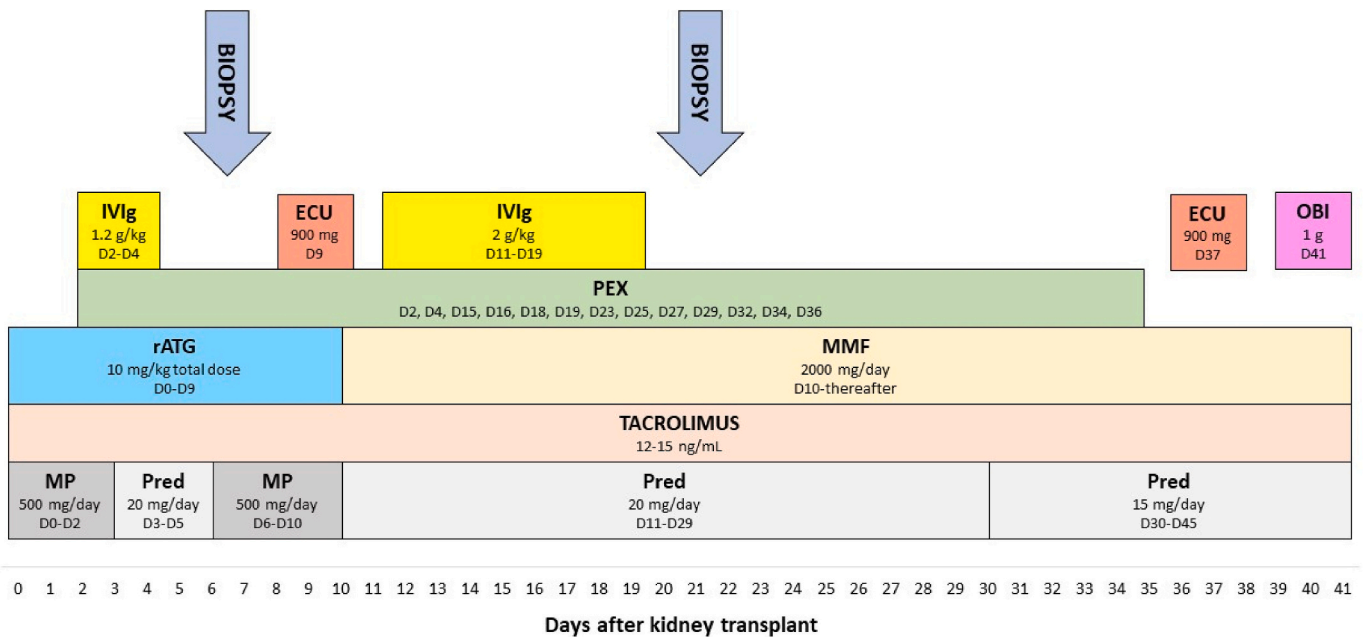 BIOPSY
BIOPSY
IVIg
1.2 g/kg
D2-D4
ECU
900 mg
D9
IVIg
2 g/kg
D11-D19
ECU
900 mg
D37
OBI
1 g
D41
PEX
D2, D4, D15, D16, D18, D19, D23, D25, D27, D29, D32, D34, D36
rATG
10 mg/kg total dose
D0-D9
MMF
2000 mg/day
D10-thereafter
TACROLIMUS
12-15 ng/mL
MP
500 mg/day
D0-D2
Pred
20 mg/day
D3-D5
MP
500 mg/day
D6-D10
Pred
20 mg/day
D11-D29
Pred
15 mg/day
D30-D45
0 1 2 3 4 5 6 7 8 9 10 11 12 13 14 15 16 17 18 19 20 21 22 23 24 25 26 27 28 29 30 31 32 33 34 35 36 37 38 39 40 41
Days after kidney transplant